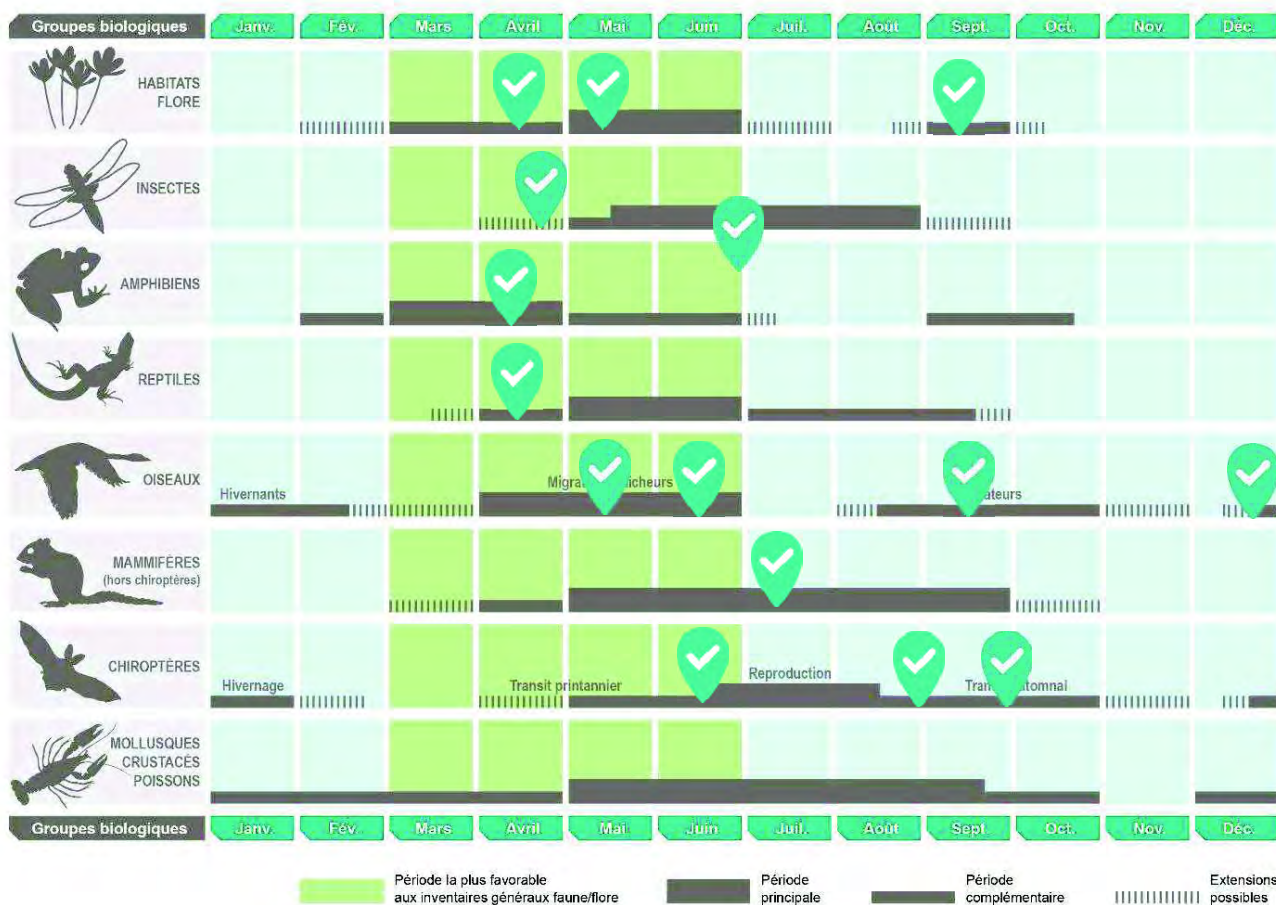 Groupes biologiques Janv. Fév. Mars Avril Mai Juin Juil. Août Sept. Oct. Nov. Déc.
HABITATS
FLORE
INSECTES
AMPHIBIENS
REPTILES
OISEAUX
Hivernants
MAMMIFÈRES
(hors chiroptères)
CHIROPTÈRES
Hivernage Transit printannier Reproduction
MOLLUSQUES
CRUSTACÉS
POISSONS
Groupes biologiques Janv. Fév. Mars Avril Mai Juin Juil. Août Sept. Oct. Nov. Déc.
Période la plus favorable
aux inventaires généraux faune/flore
Période
principale
Période
complémentaire
Extensions
possibles